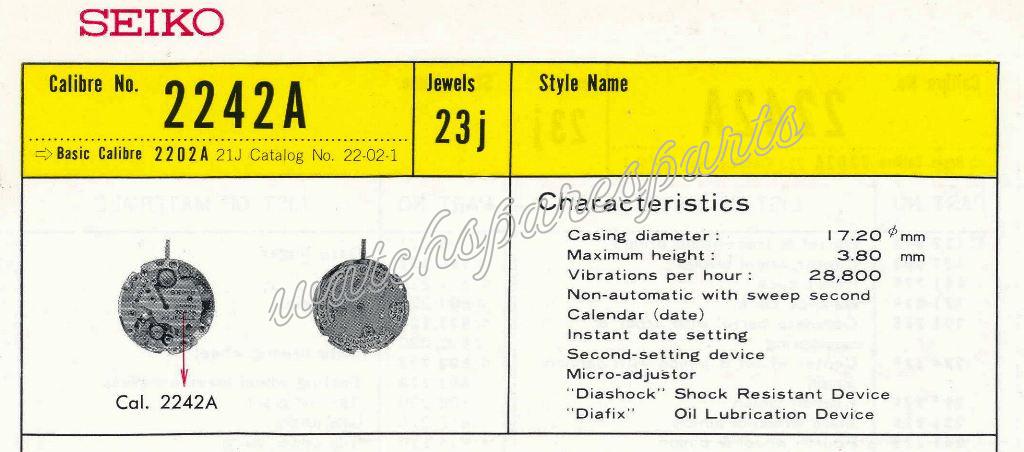 SEIKO
Calibre No. 2242A
⇨ Basic Calibre 2202A 21J Catalog No. 22-02-1
Jewels
23j
Style Name
Characteristics
Casing diameter : 17.20 ø mm
Maximum height : 3.80 mm
Vibrations per hour : 28,800
Non-automatic with sweep second
Calendar (date)
Instant date setting
Second-setting device
Micro-adjustor
"Diashock" Shock Resistant Device
"Diafix" Oil Lubrication Device
Cal. 2242A
watchsparesparts